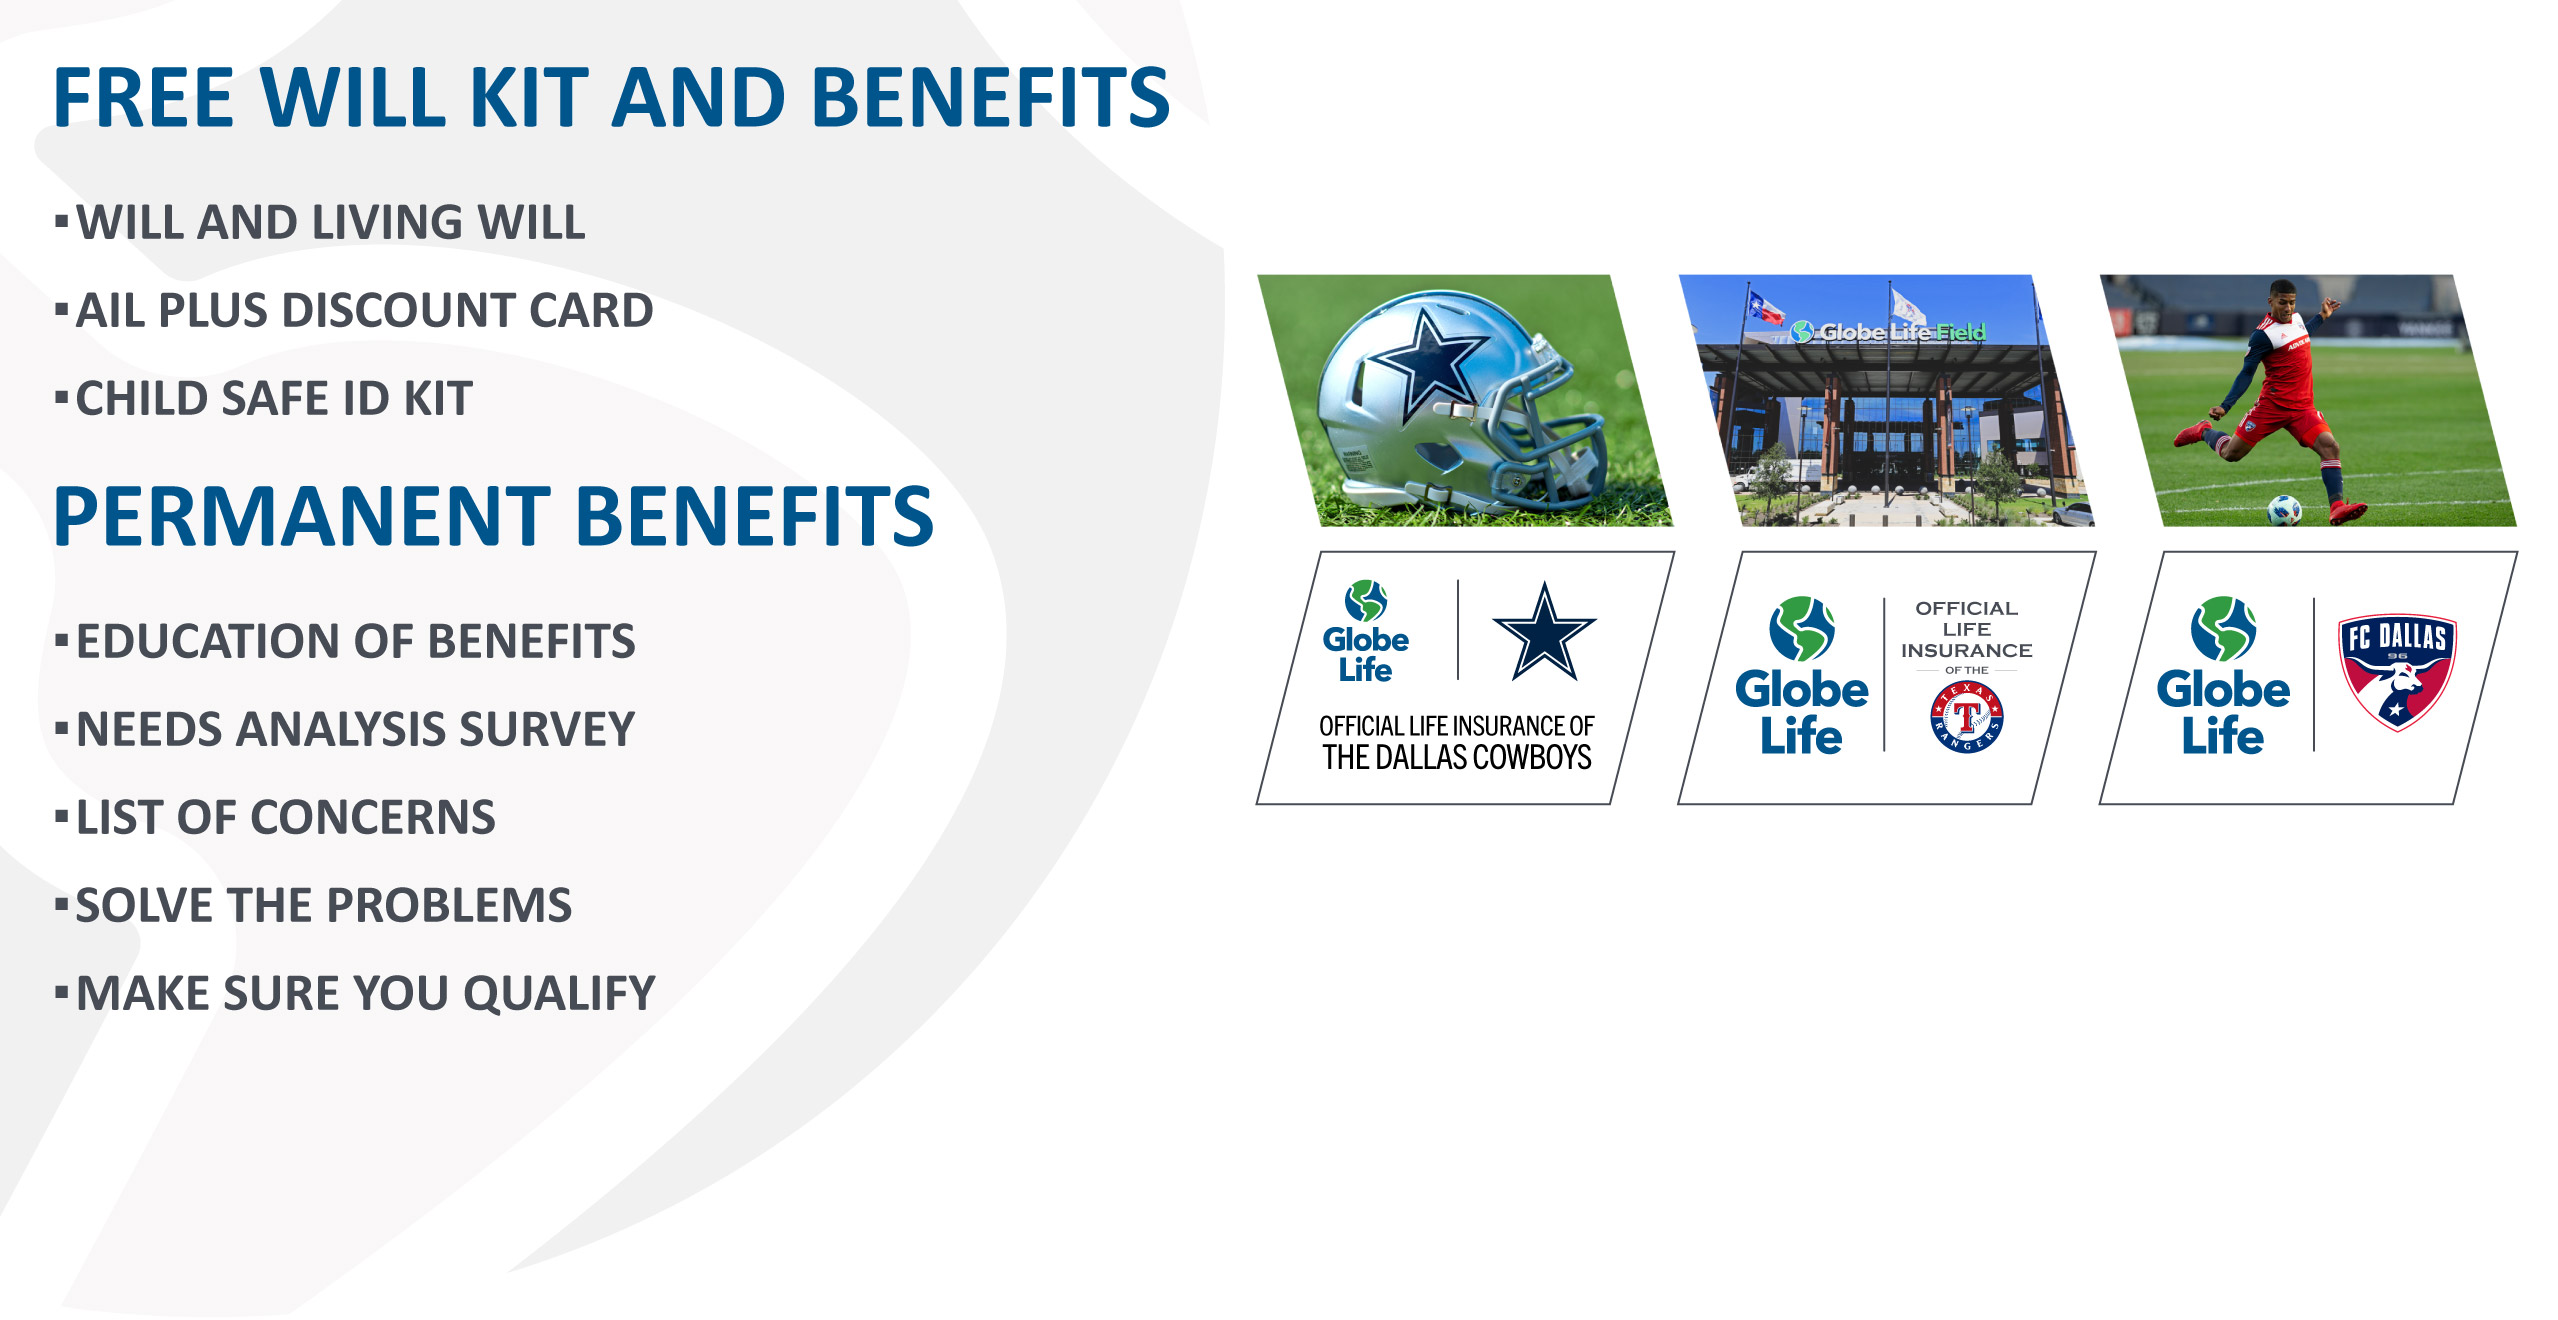 FREE WILL KIT AND BENEFITS
▪WILL AND LIVING WILL
▪AIL PLUS DISCOUNT CARD
▪CHILD SAFE ID KIT
PERMANENT BENEFITS
▪EDUCATION OF BENEFITS
▪NEEDS ANALYSIS SURVEY
▪LIST OF CONCERNS
▪SOLVE THE PROBLEMS
▪MAKE SURE YOU QUALIFY
Globe Life Field
Globe
Life
OFFICIAL LIFE INSURANCE OF
THE DALLAS COWBOYS
Globe
Life
OFFICIAL
LIFE
INSURANCE
OF THE
TEXAS
T
RANGERS
Globe
Life
FC DALLAS
96